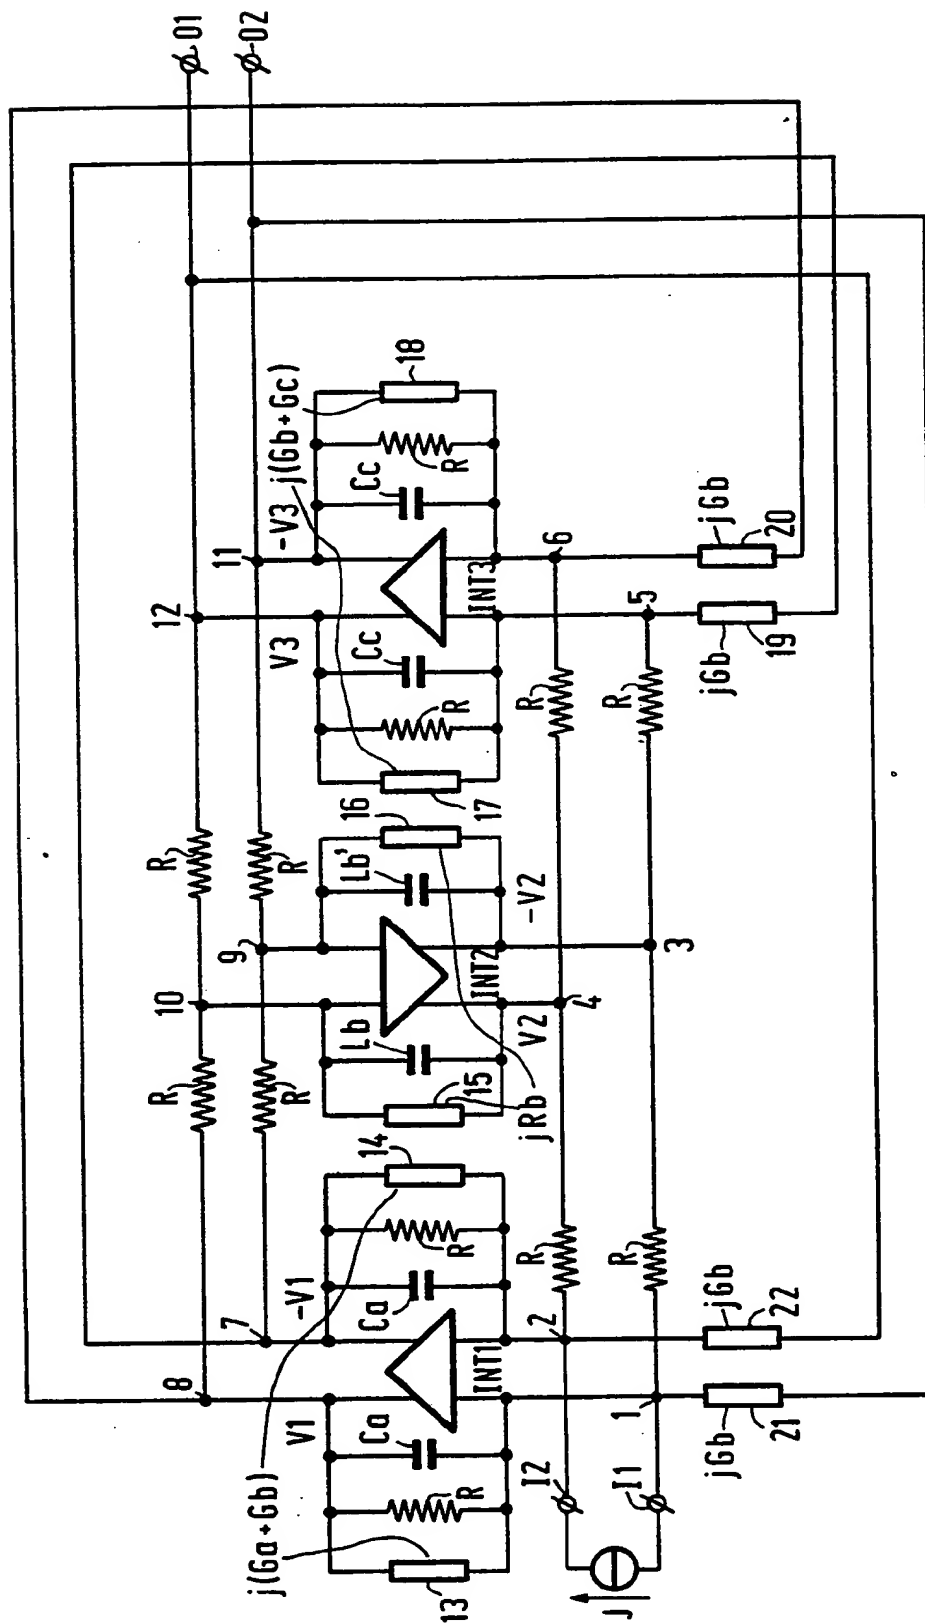 O1
O2
12
11
10
9
8
7
R
R
R
R
V3
-V3
j(Gb+Gc)
18
Cc
R
INT3
Cc
R
17
6
5
jGb
20
jGb
19
R
R
16
Lb'
-V2
INT2
Lb
V2
15
jRb
3
4
14
-V1
R
Ca
INT1
V1
Ca
R
j(Ga+Gb)
13
2
1
R
R
jGb
22
jGb
21
I2
I1
J